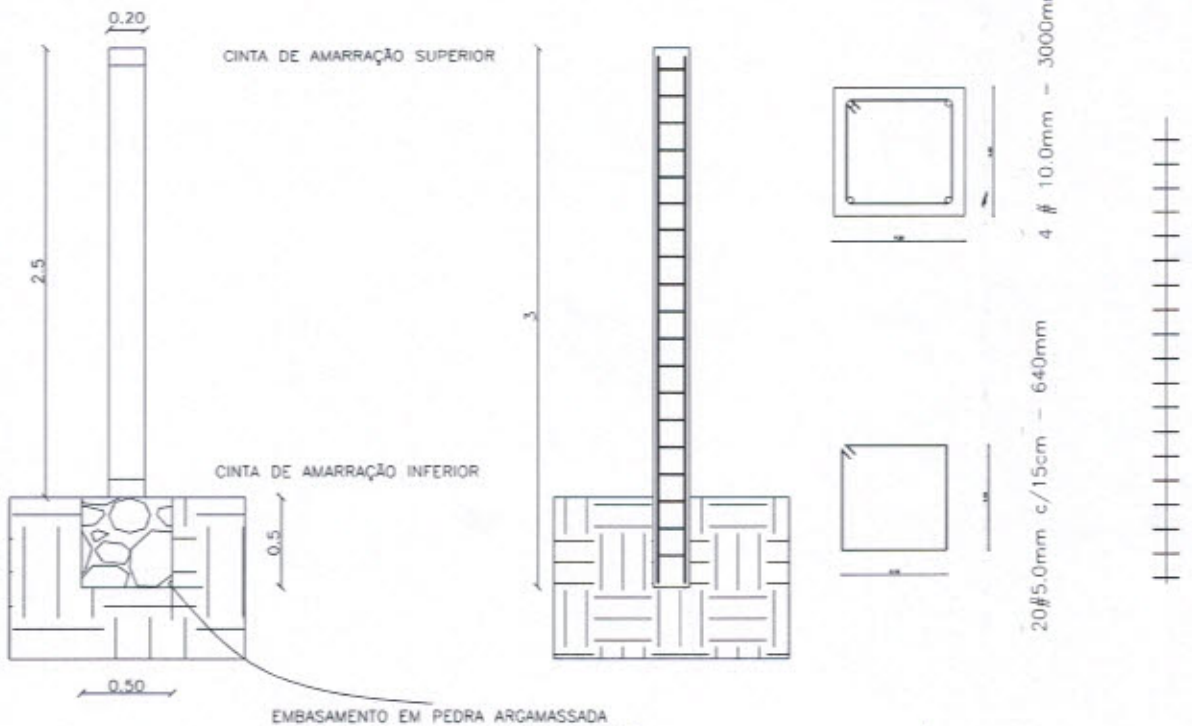 0.20
CINTA DE AMARRAÇÃO SUPERIOR
2.5
3
4 # 10.0mm - 3000mm
CINTA DE AMARRAÇÃO INFERIOR
0.5
20#5.0mm c/15cm - 640mm
0.50
EMBASAMENTO EM PEDRA ARGAMASSADA